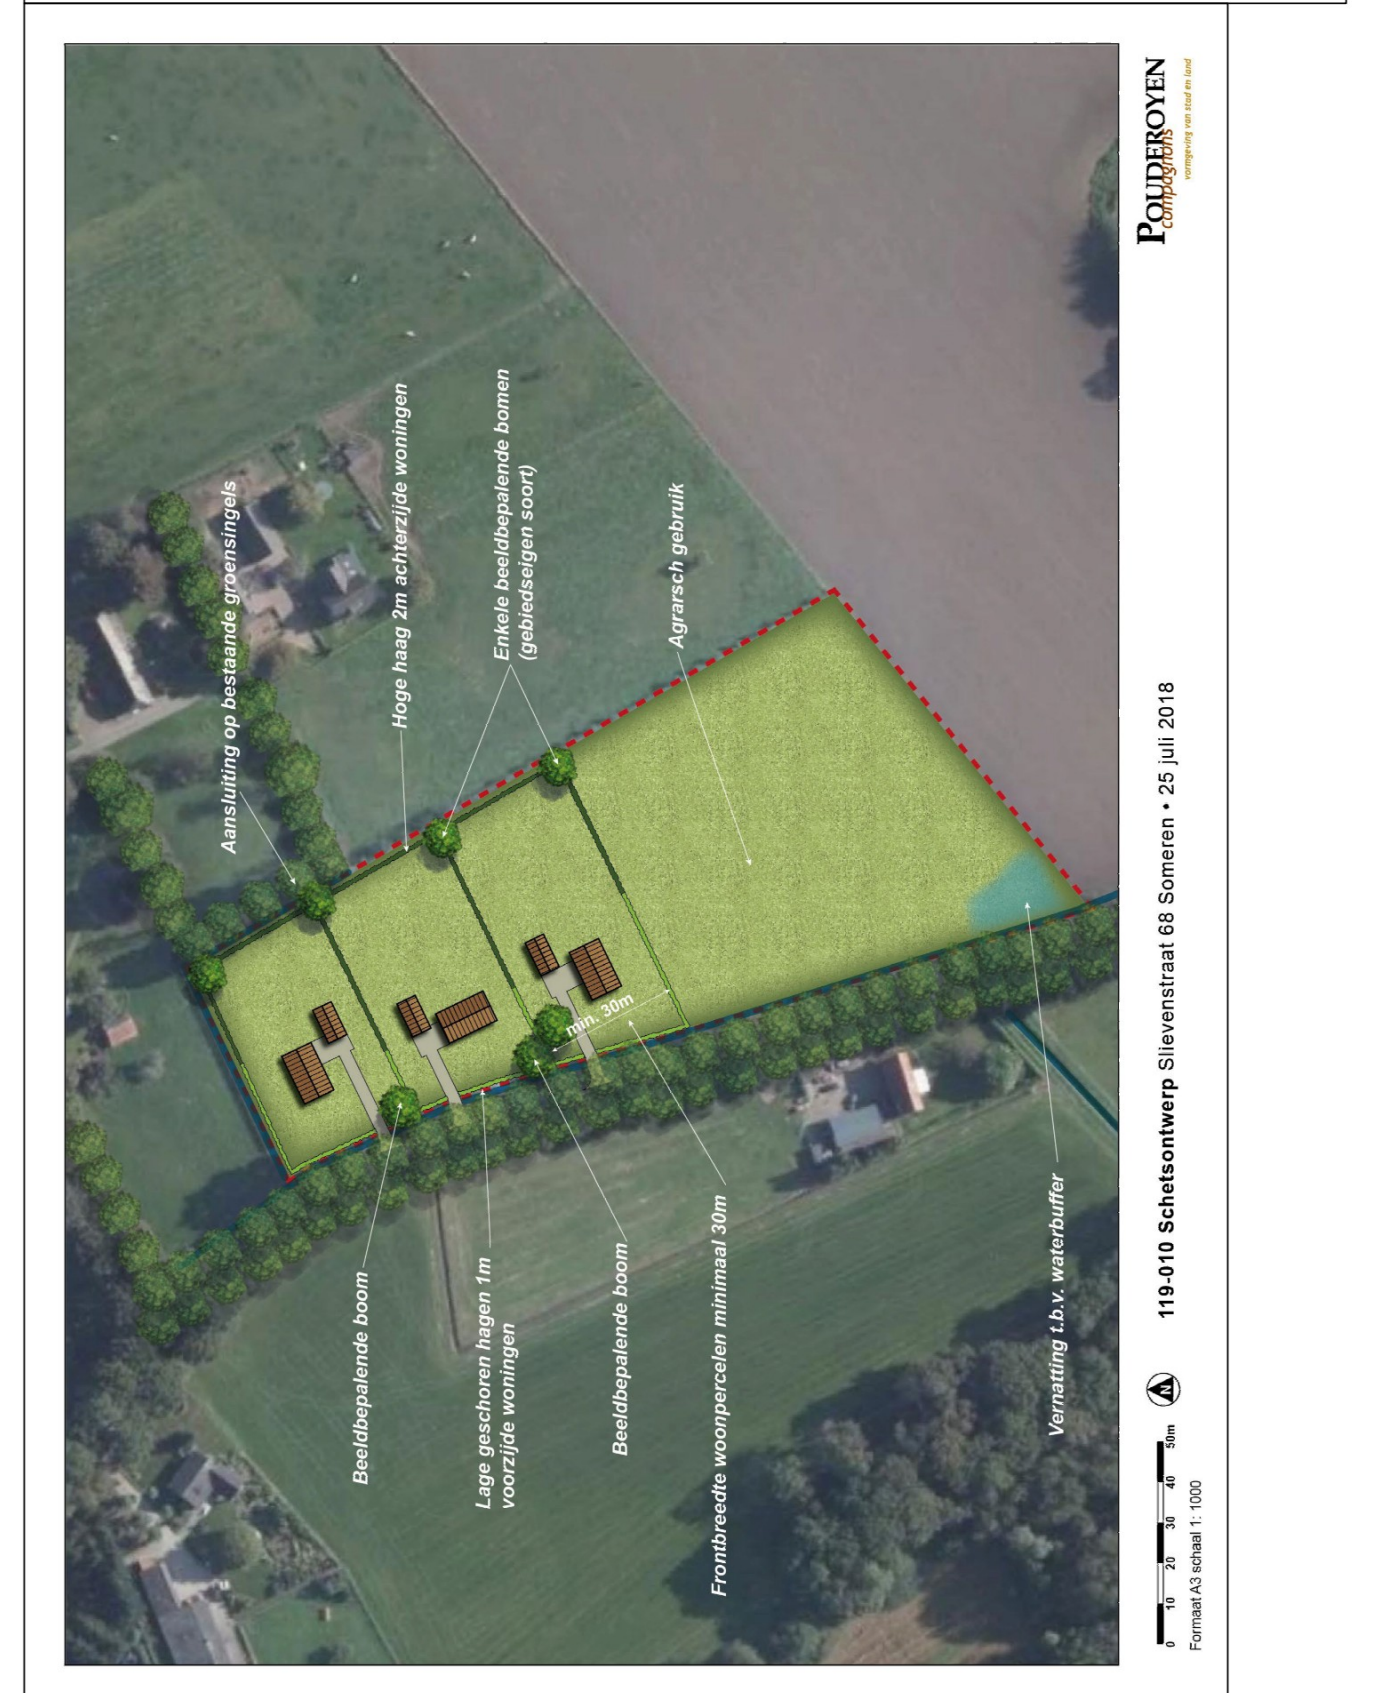 Aansluiting op bestaande groensingels
Hoge haag 2m achterzijde woningen
Enkele beeldbepalende bomen
(gebiedseigen soort)
Agrarsch gebruik
min. 30m
Beeldbepalende boom
Lage geschoren hagen 1m
voorzijde woningen
Beeldbepalende boom
Frontbreedte woonpercelen minimaal 30m
Vernatting t.b.v. waterbuffer
0 10 20 30 40 50m
Formaat A3 schaal 1: 1000
N
119-010 Schetsontwerp Slievenstraat 68 Someren • 25 juli 2018
POUDEROYEN
compagnons
vormgeving van stad en land